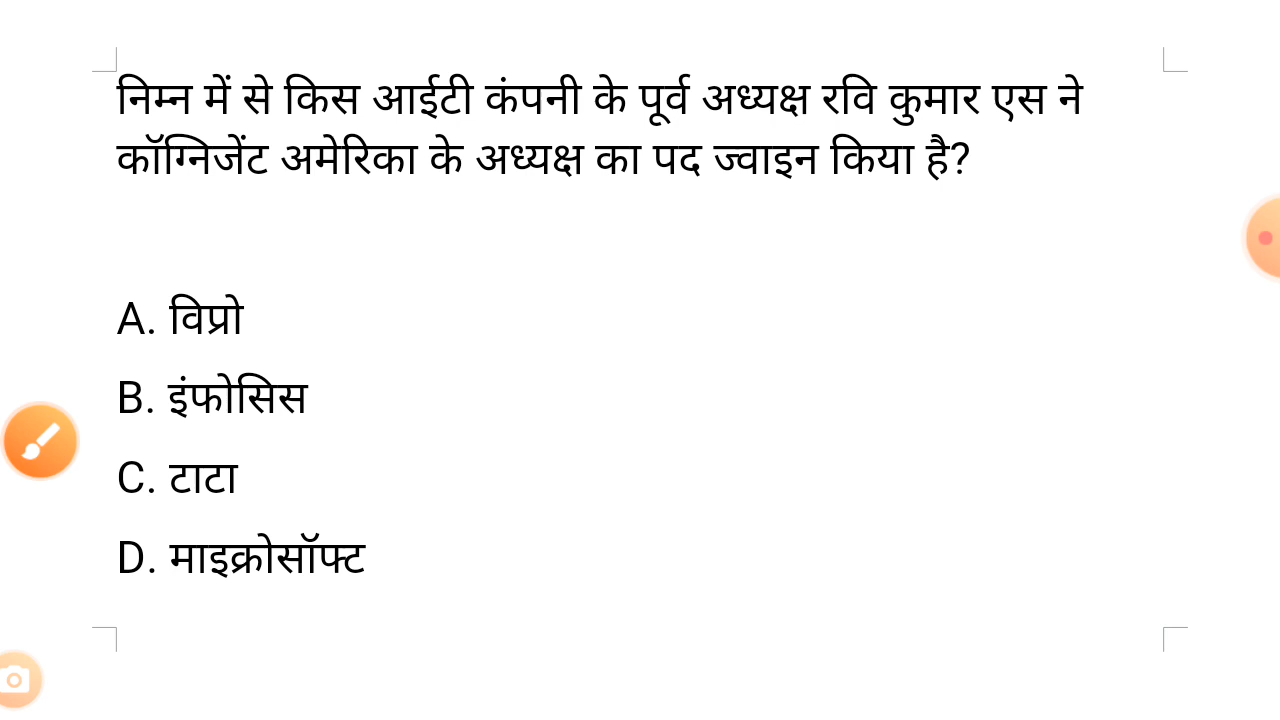 निम्न में से किस आईटी कंपनी के पूर्व अध्यक्ष रवि कुमार एस ने
कॉग्निजेंट अमेरिका के अध्यक्ष का पद ज्वाइन किया है?
A. विप्रो
B. इंफोसिस
C. टाटा
D. माइक्रोसॉफ्ट